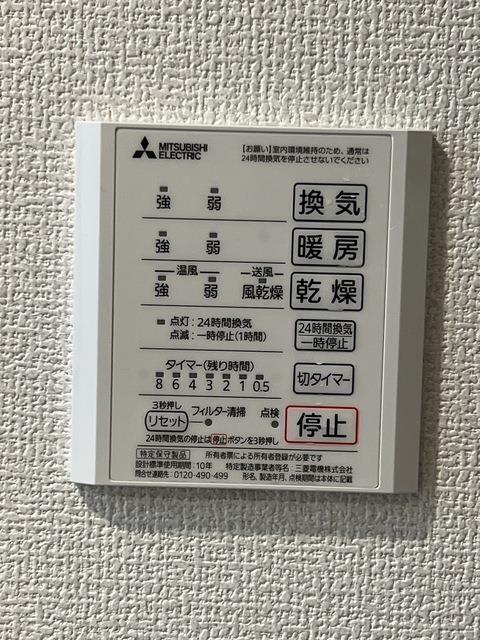 MITSUBISHI
ELECTRIC
【お願い】室内環境維持のため、通常は
24時間換気を停止させないでください
強 弱 換気
強 弱 暖房
温風 送風
強 弱 風乾燥 乾燥
点灯:24時間換気
点滅:一時停止(1時間)
24時間換気
一時停止
タイマー(残り時間)
8 6 4 3 2 1 0.5
切タイマー
3秒押し
リセット フィルター清掃 点検
停止
24時間換気の停止は停止ボタンを3秒押し
特定保守製品 所有者票による所有者登録が必要です
設計標準使用期間:10年 特定製造事業者等名:三菱電機株式会社
問合せ連絡先:0120-490-499 形名、製造年月、点検期間は本体に記載